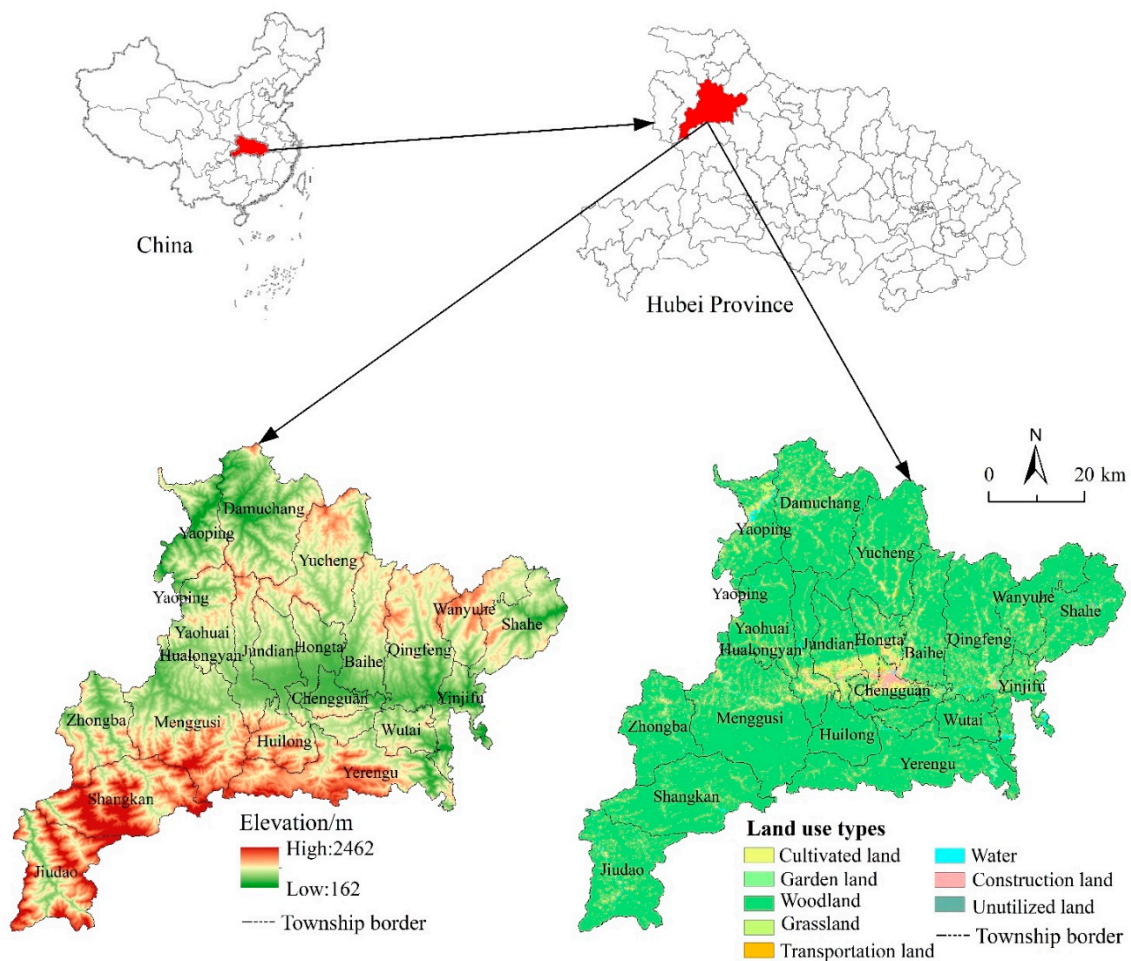 China
Hubei Province
N
0 20 km
Damuchang
Yaoping
Yucheng
Yaoping
Wanyuhe
Shahe
Yaohuai
Jundian
Hongta
Qingfeng
Hualongyan
Baihe
Chengguan
Yinjifu
Zhongba
Menggusi
Wutai
Huilong
Yerengu
Shangkan
Jiudao
Elevation/m
High:2462
Low:162
Township border
Damuchang
Yaoping
Yucheng
Yaoping
Wanyuhe
Shahe
Yaohuai
Jundian
Hongta
Qingfeng
Hualongyan
Baihe
Chengguan
Yinjifu
Zhongba
Menggusi
Wutai
Huilong
Yerengu
Shangkan
Jiudao
Land use types
Cultivated land
Garden land
Woodland
Grassland
Transportation land
Water
Construction land
Unutilized land
Township border